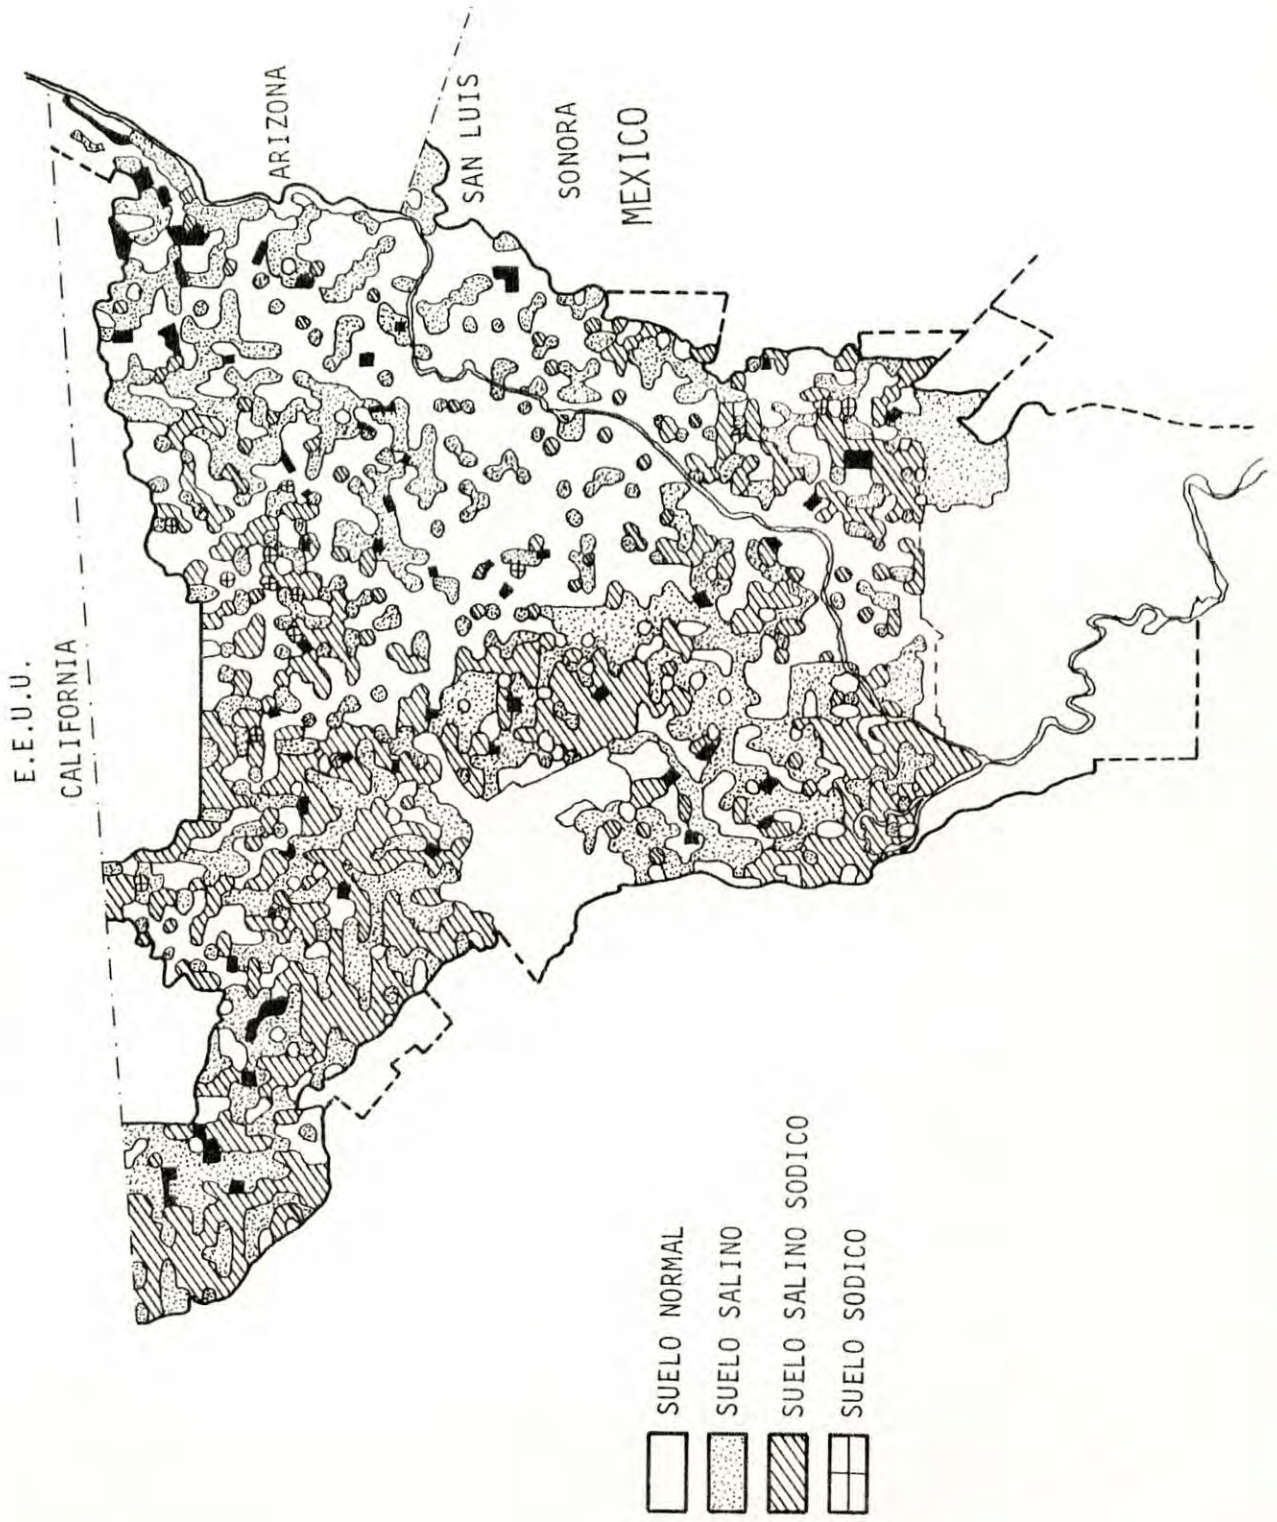 E.E.U.U.
CALIFORNIA
ARIZONA
SAN LUIS
SONORA
MEXICO
SUELO NORMAL
SUELO SALINO
SUELO SALINO SODICO
SUELO SODICO